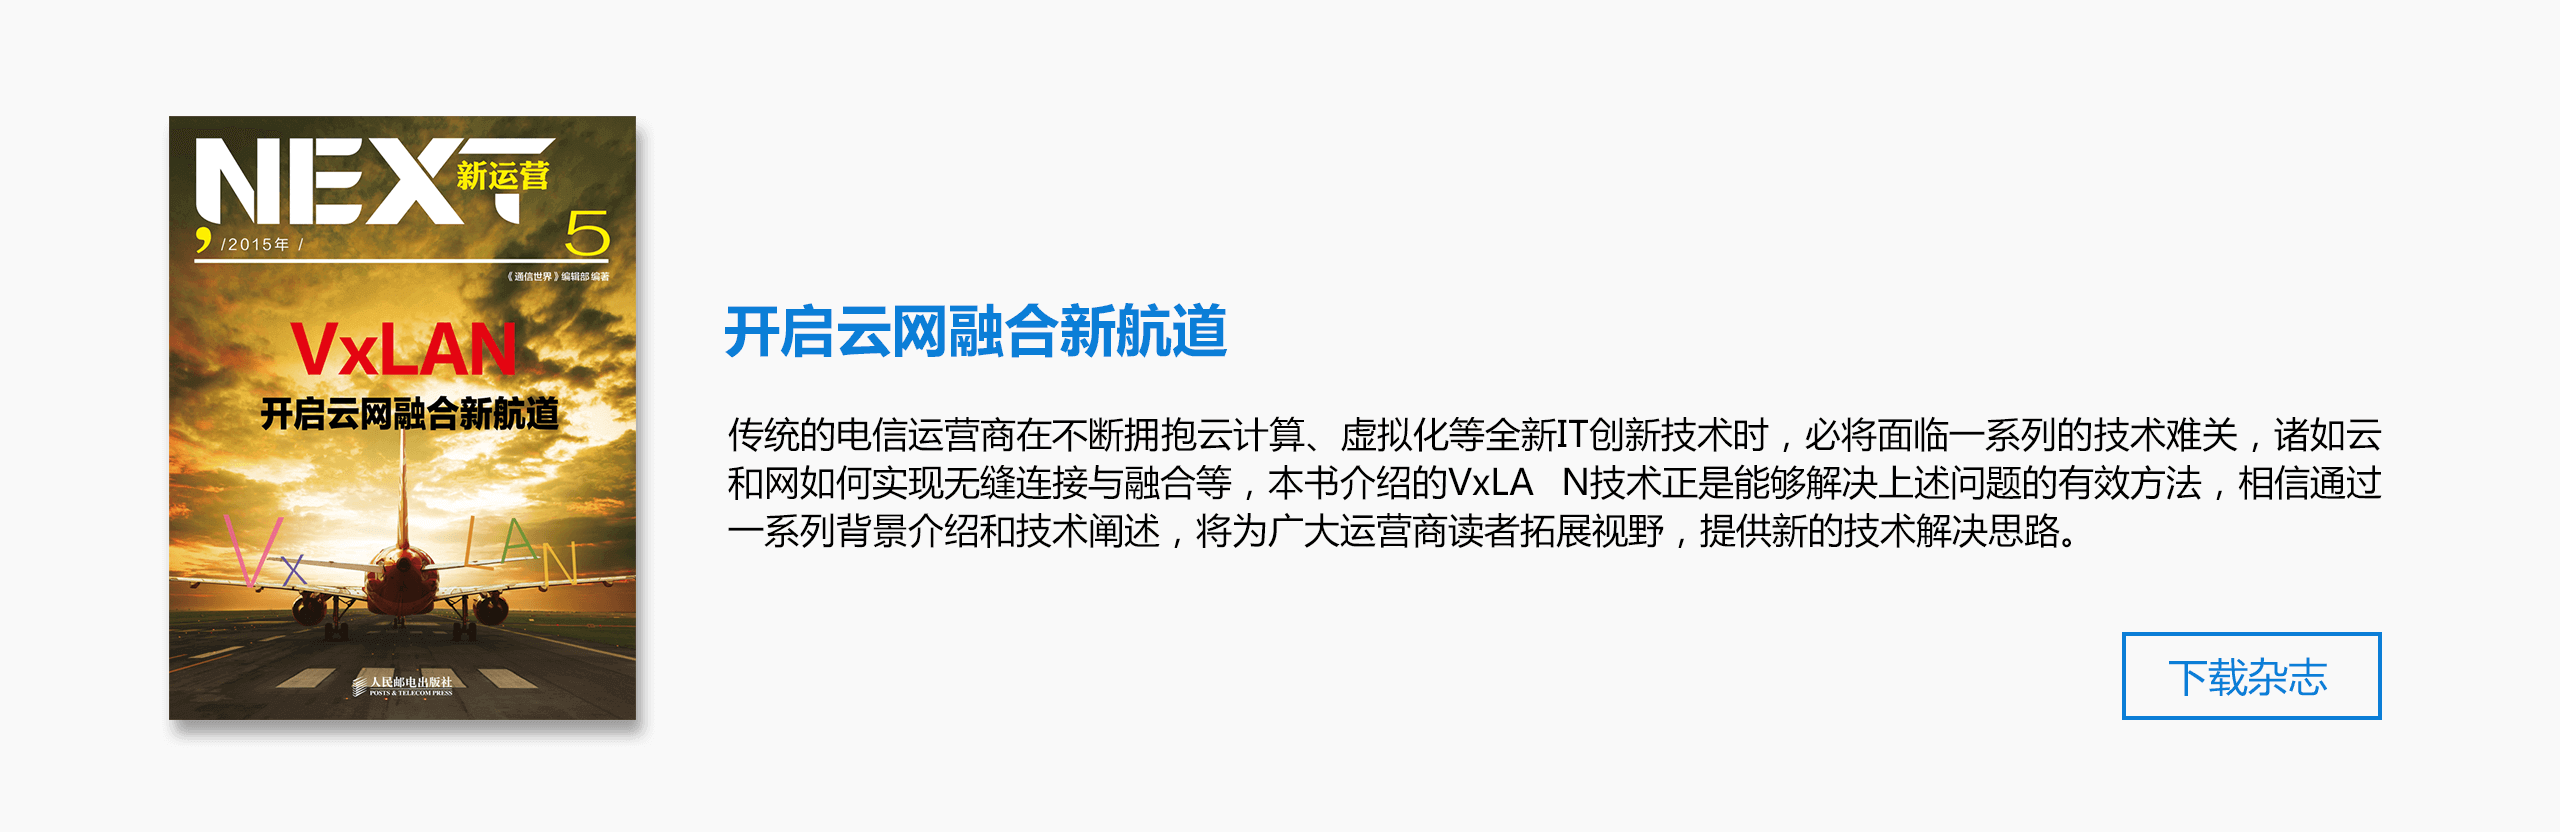 NEXT
新运营
5
，/2015年 /
《通信世界》编辑部 编著
VxLAN
开启云网融合新航道
VxLAN
人民邮电出版社
POSTS & TELECOM PRESS
开启云网融合新航道
传统的电信运营商在不断拥抱云计算、虚拟化等全新IT创新技术时，必将面临一系列的技术难关，诸如云
和网如何实现无缝连接与融合等，本书介绍的VxLA N技术正是能够解决上述问题的有效方法，相信通过
一系列背景介绍和技术阐述，将为广大运营商读者拓展视野，提供新的技术解决思路。
下载杂志